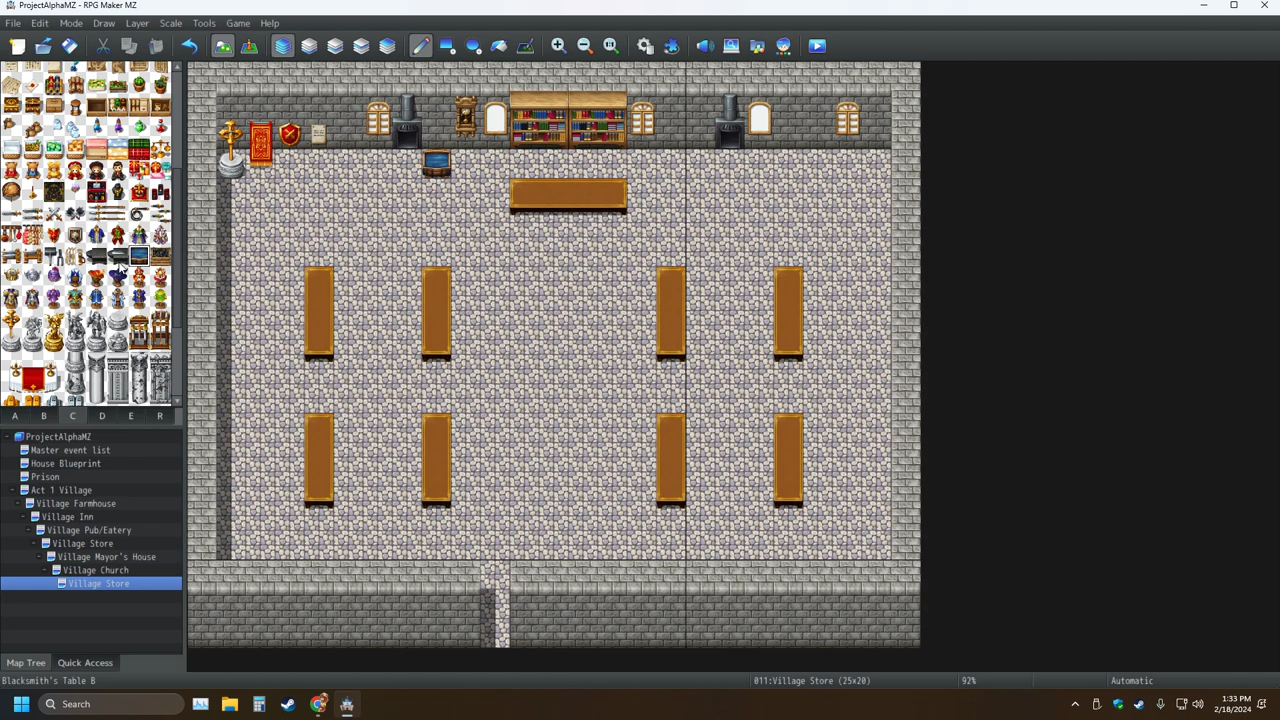 ProjectAlphaMZ - RPG Maker MZ
File Edit Mode Draw Layer Scale Tools Game Help
A B C D E R
ProjectAlphaMZ
Master event list
House Blueprint
Prison
Act 1 Village
Village Farmhouse
Village Inn
Village Pub/Eatery
Village Store
Village Mayor's House
Village Church
Village Store
Map Tree Quick Access
Blacksmith's Table B 011:Village Store (25x20) 92% Automatic
Search
1:33 PM
2/18/2024